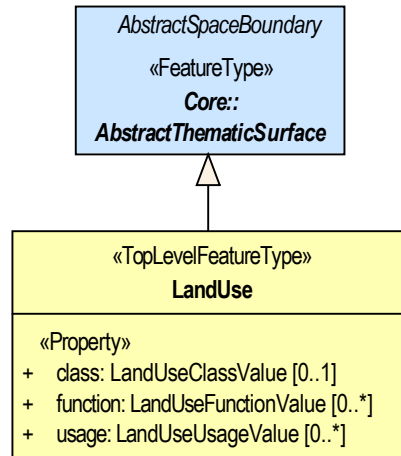 AbstractSpaceBoundary
«FeatureType»
Core::
AbstractThematicSurface
«TopLevelFeatureType»
LandUse
«Property»
+ class: LandUseClassValue [0..1]
+ function: LandUseFunctionValue [0..*]
+ usage: LandUseUsageValue [0..*]